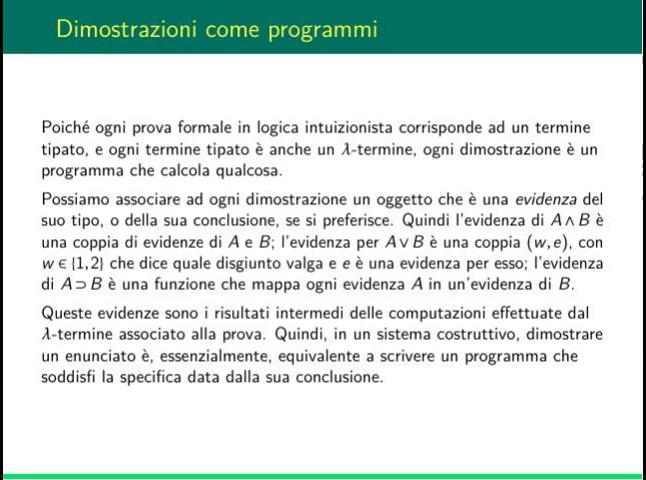 Dimostrazioni come programmi
Poiché ogni prova formale in logica intuizionista corrisponde ad un termine
tipato, e ogni termine tipato è anche un λ-termine, ogni dimostrazione è un
programma che calcola qualcosa.
Possiamo associare ad ogni dimostrazione un oggetto che è una evidenza del
suo tipo, o della sua conclusione, se si preferisce. Quindi l'evidenza di A∧B è
una coppia di evidenze di A e B; l'evidenza per A∨B è una coppia (w,e), con
w ∈ {1,2} che dice quale disgiunto valga e e è una evidenza per esso; l'evidenza
di A⊃B è una funzione che mappa ogni evidenza A in un'evidenza di B.
Queste evidenze sono i risultati intermedi delle computazioni effettuate dal
λ-termine associato alla prova. Quindi, in un sistema costruttivo, dimostrare
un enunciato è, essenzialmente, equivalente a scrivere un programma che
soddisfi la specifica data dalla sua conclusione.